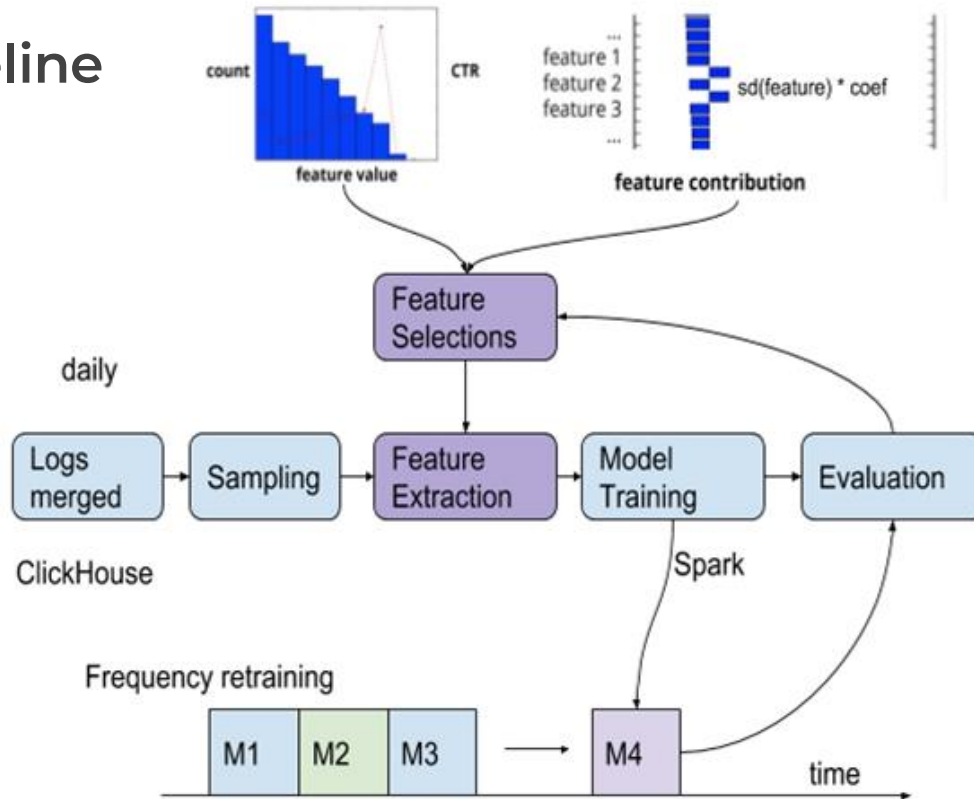 eline
count
CTR
feature value
...
feature 1
feature 2
feature 3
...
sd(feature) * coef
feature contribution
Feature
Selections
daily
Logs
merged
Sampling
Feature
Extraction
Model
Training
Evaluation
ClickHouse
Spark
Frequency retraining
M1
M2
M3
M4
time